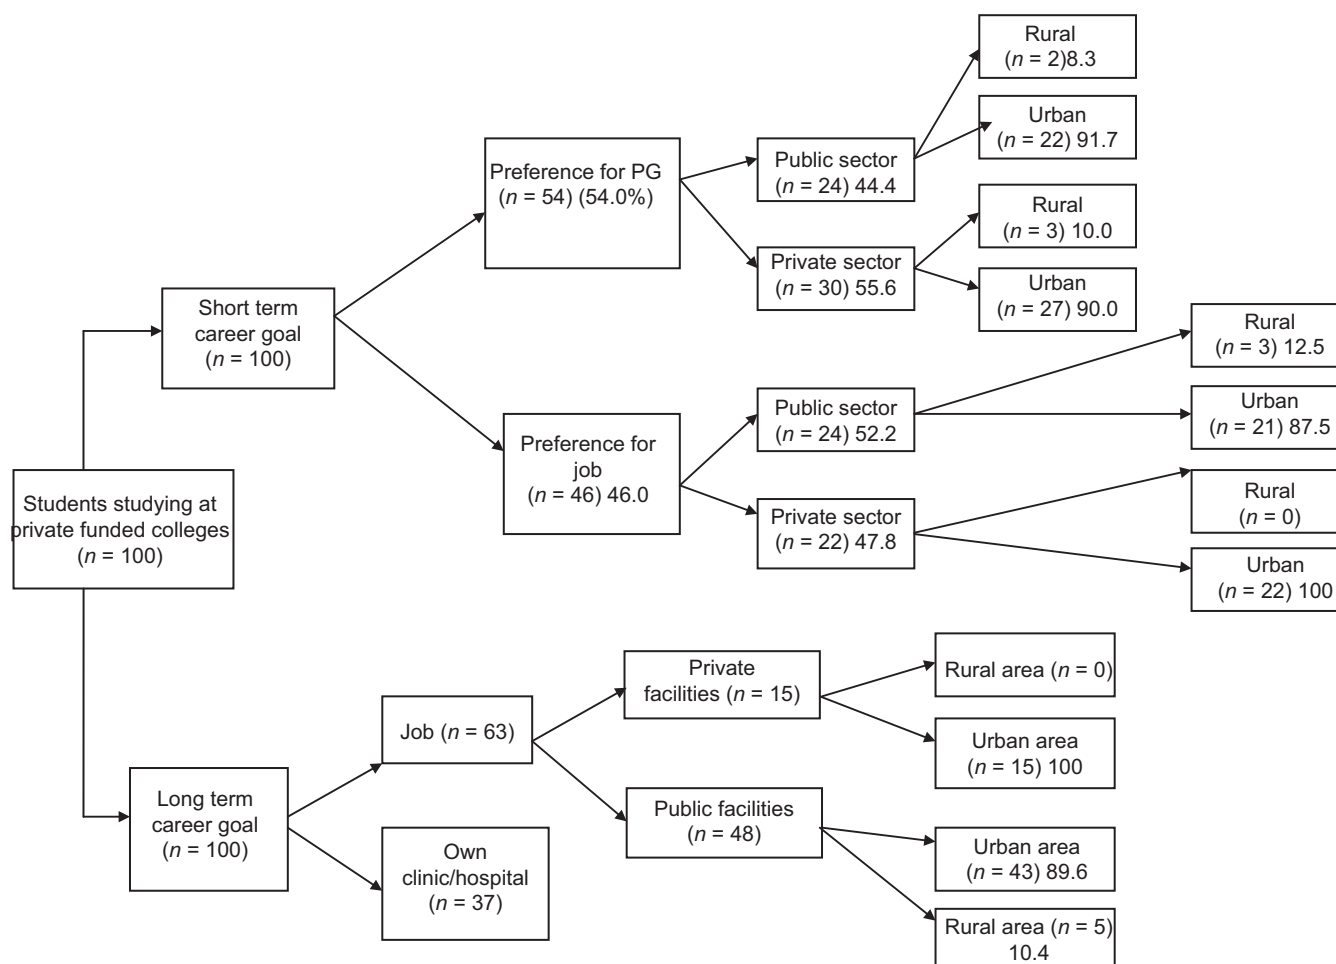 Students studying at
private funded colleges
(n = 100)
Short term
career goal
(n = 100)
Preference for PG
(n = 54) (54.0%)
Public sector
(n = 24) 44.4
Rural
(n = 2)8.3
Urban
(n = 22) 91.7
Private sector
(n = 30) 55.6
Rural
(n = 3) 10.0
Urban
(n = 27) 90.0
Preference for
job
(n = 46) 46.0
Public sector
(n = 24) 52.2
Rural
(n = 3) 12.5
Urban
(n = 21) 87.5
Private sector
(n = 22) 47.8
Rural
(n = 0)
Urban
(n = 22) 100
Long term
career goal
(n = 100)
Job (n = 63)
Private
facilities (n = 15)
Rural area (n = 0)
Urban area
(n = 15) 100
Public facilities
(n = 48)
Urban area
(n = 43) 89.6
Rural area (n = 5)
10.4
Own
clinic/hospital
(n = 37)